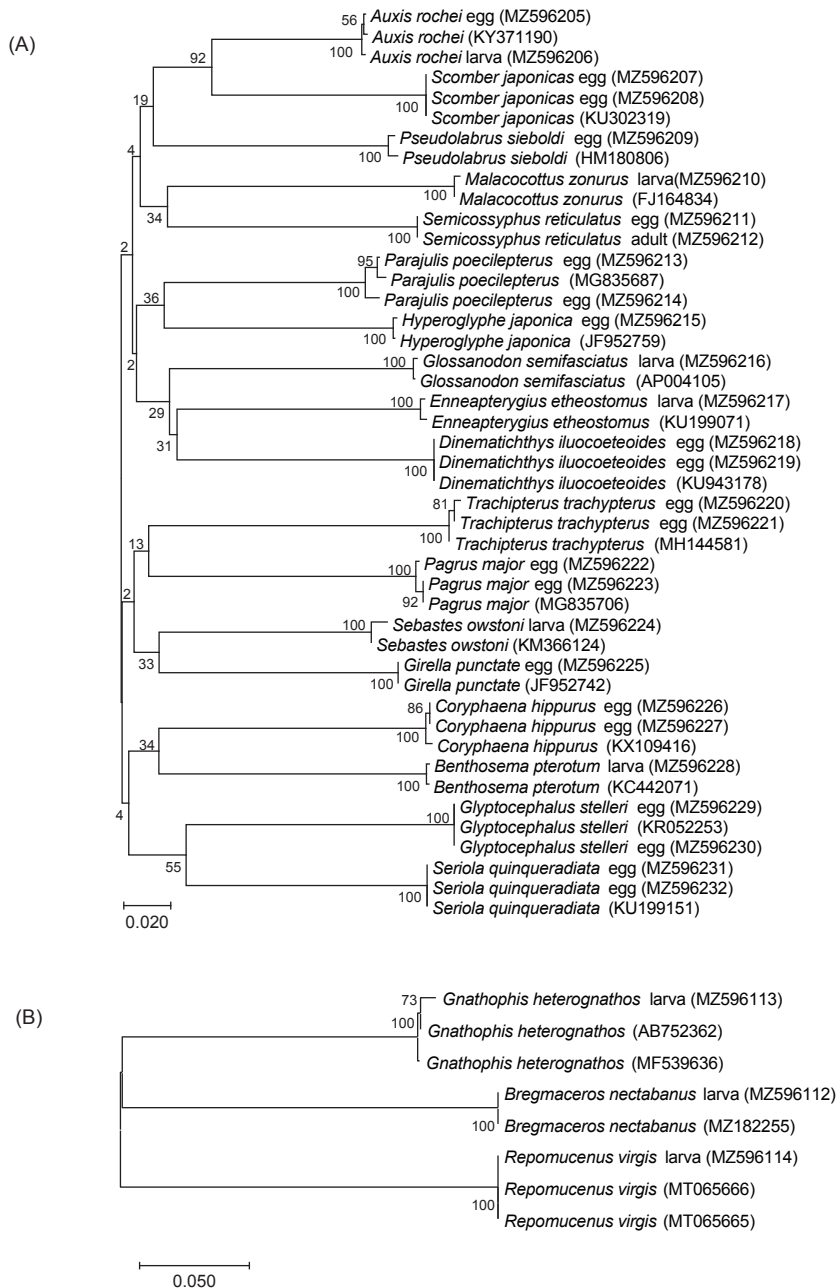 (A)
56
Auxis rochei egg (MZ596205)
Auxis rochei (KY371190)
100
Auxis rochei larva (MZ596206)
92
Scomber japonicas egg (MZ596207)
Scomber japonicas egg (MZ596208)
100
Scomber japonicas (KU302319)
19
Pseudolabrus sieboldi egg (MZ596209)
100
Pseudolabrus sieboldi (HM180806)
4
Malacocottus zonurus larva(MZ596210)
100
Malacocottus zonurus (FJ164834)
34
Semicossyphus reticulatus egg (MZ596211)
100
Semicossyphus reticulatus adult (MZ596212)
2
95
Parajulis poecilepterus egg (MZ596213)
Parajulis poecilepterus (MG835687)
100
Parajulis poecilepterus egg (MZ596214)
36
Hyperoglyphe japonica egg (MZ596215)
100
Hyperoglyphe japonica (JF952759)
2
100
Glossanodon semifasciatus larva (MZ596216)
Glossanodon semifasciatus (AP004105)
29
100
Enneapterygius etheostomus larva (MZ596217)
Enneapterygius etheostomus (KU199071)
31
Dinematichthys iluocoeteoides egg (MZ596218)
Dinematichthys iluocoeteoides egg (MZ596219)
100
Dinematichthys iluocoeteoides (KU943178)
81
Trachipterus trachypterus egg (MZ596220)
Trachipterus trachypterus egg (MZ596221)
100
Trachipterus trachypterus (MH144581)
13
100
Pagrus major egg (MZ596222)
Pagrus major egg (MZ596223)
92
Pagrus major (MG835706)
2
100
Sebastes owstoni larva (MZ596224)
Sebastes owstoni (KM366124)
33
Girella punctate egg (MZ596225)
100
Girella punctate (JF952742)
86
Coryphaena hippurus egg (MZ596226)
Coryphaena hippurus egg (MZ596227)
100
Coryphaena hippurus (KX109416)
34
Benthosema pterotum larva (MZ596228)
100
Benthosema pterotum (KC442071)
4
Glyptocephalus stelleri egg (MZ596229)
100
Glyptocephalus stelleri (KR052253)
Glyptocephalus stelleri egg (MZ596230)
55
Seriola quinqueradiata egg (MZ596231)
Seriola quinqueradiata egg (MZ596232)
100
Seriola quinqueradiata (KU199151)
0.020
(B)
73
Gnathophis heterognathos larva (MZ596113)
100
Gnathophis heterognathos (AB752362)
Gnathophis heterognathos (MF539636)
Bregmaceros nectabanus larva (MZ596112)
100
Bregmaceros nectabanus (MZ182255)
Repomucenus virgis larva (MZ596114)
100
Repomucenus virgis (MT065666)
Repomucenus virgis (MT065665)
0.050